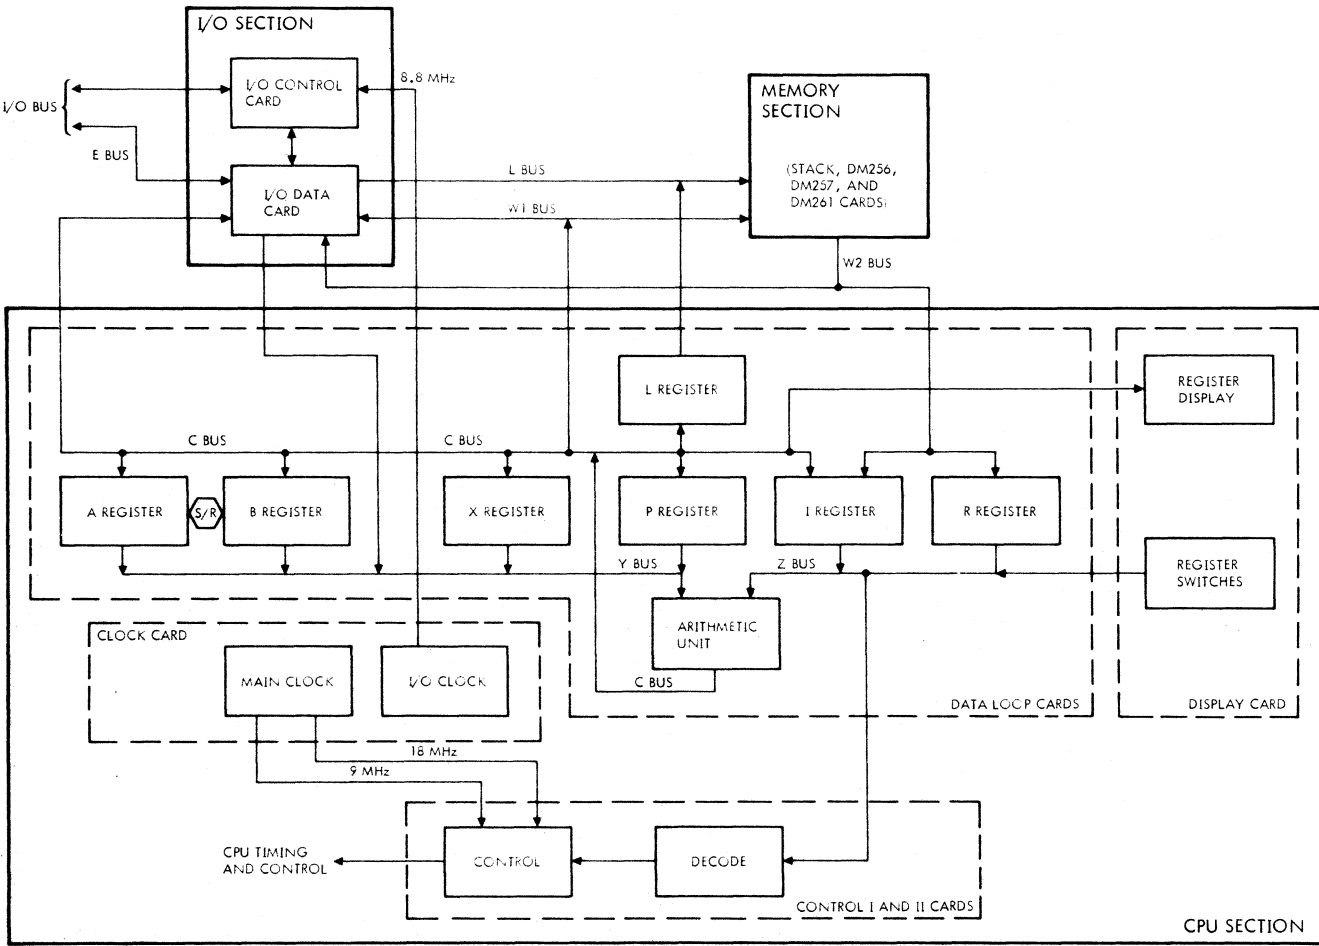 I/O SECTION
I/O CONTROL
CARD
8.8 MHz
I/O BUS
E BUS
I/O DATA
CARD
L BUS
W1 BUS
MEMORY
SECTION
(STACK, DM256,
DM257, AND
DM261 CARDS)
W2 BUS
L REGISTER
REGISTER
DISPLAY
C BUS
C BUS
A REGISTER
S/R
B REGISTER
X REGISTER
P REGISTER
I REGISTER
R REGISTER
Y BUS
Z BUS
REGISTER
SWITCHES
ARITHMETIC
UNIT
C BUS
CLOCK CARD
MAIN CLOCK
I/O CLOCK
DATA LOOP CARDS
DISPLAY CARD
18 MHz
9 MHz
CPU TIMING
AND CONTROL
CONTROL
DECODE
CONTROL I AND II CARDS
CPU SECTION